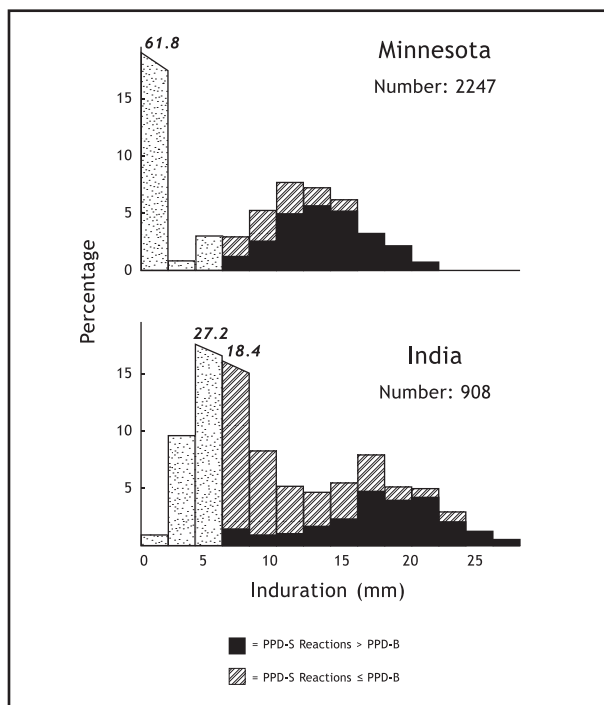 61.8
Minnesota
Number: 2247
15
10
5
0
Percentage
27.2
18.4
India
Number: 908
15
10
5
0 5 10 15 20 25
Induration (mm)
= PPD-S Reactions > PPD-B
= PPD-S Reactions ≤ PPD-B